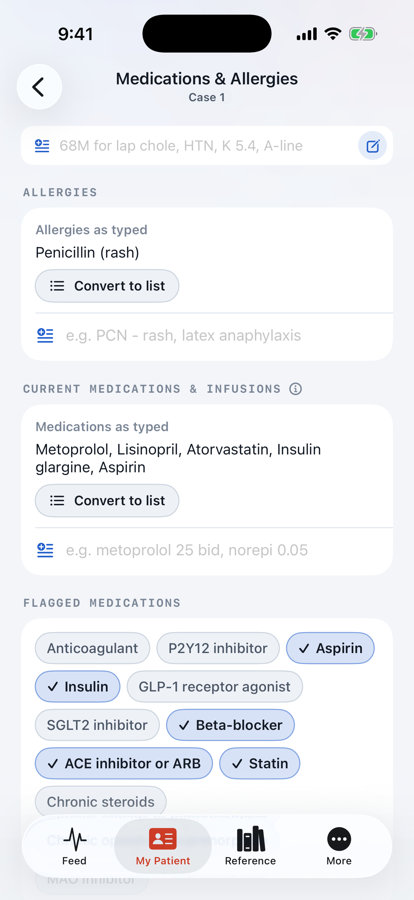 9:41
Medications & Allergies
Case 1
68M for lap chole, HTN, K 5.4, A-line
ALLERGIES
Allergies as typed
Penicillin (rash)
Convert to list
e.g. PCN - rash, latex anaphylaxis
CURRENT MEDICATIONS & INFUSIONS
Medications as typed
Metoprolol, Lisinopril, Atorvastatin, Insulin
glargine, Aspirin
Convert to list
e.g. metoprolol 25 bid, norepi 0.05
FLAGGED MEDICATIONS
Anticoagulant P2Y12 inhibitor Aspirin
Insulin GLP-1 receptor agonist
SGLT2 inhibitor Beta-blocker
ACE inhibitor or ARB Statin
Chronic steroids
Feed My Patient Reference More
MAO inhibitor